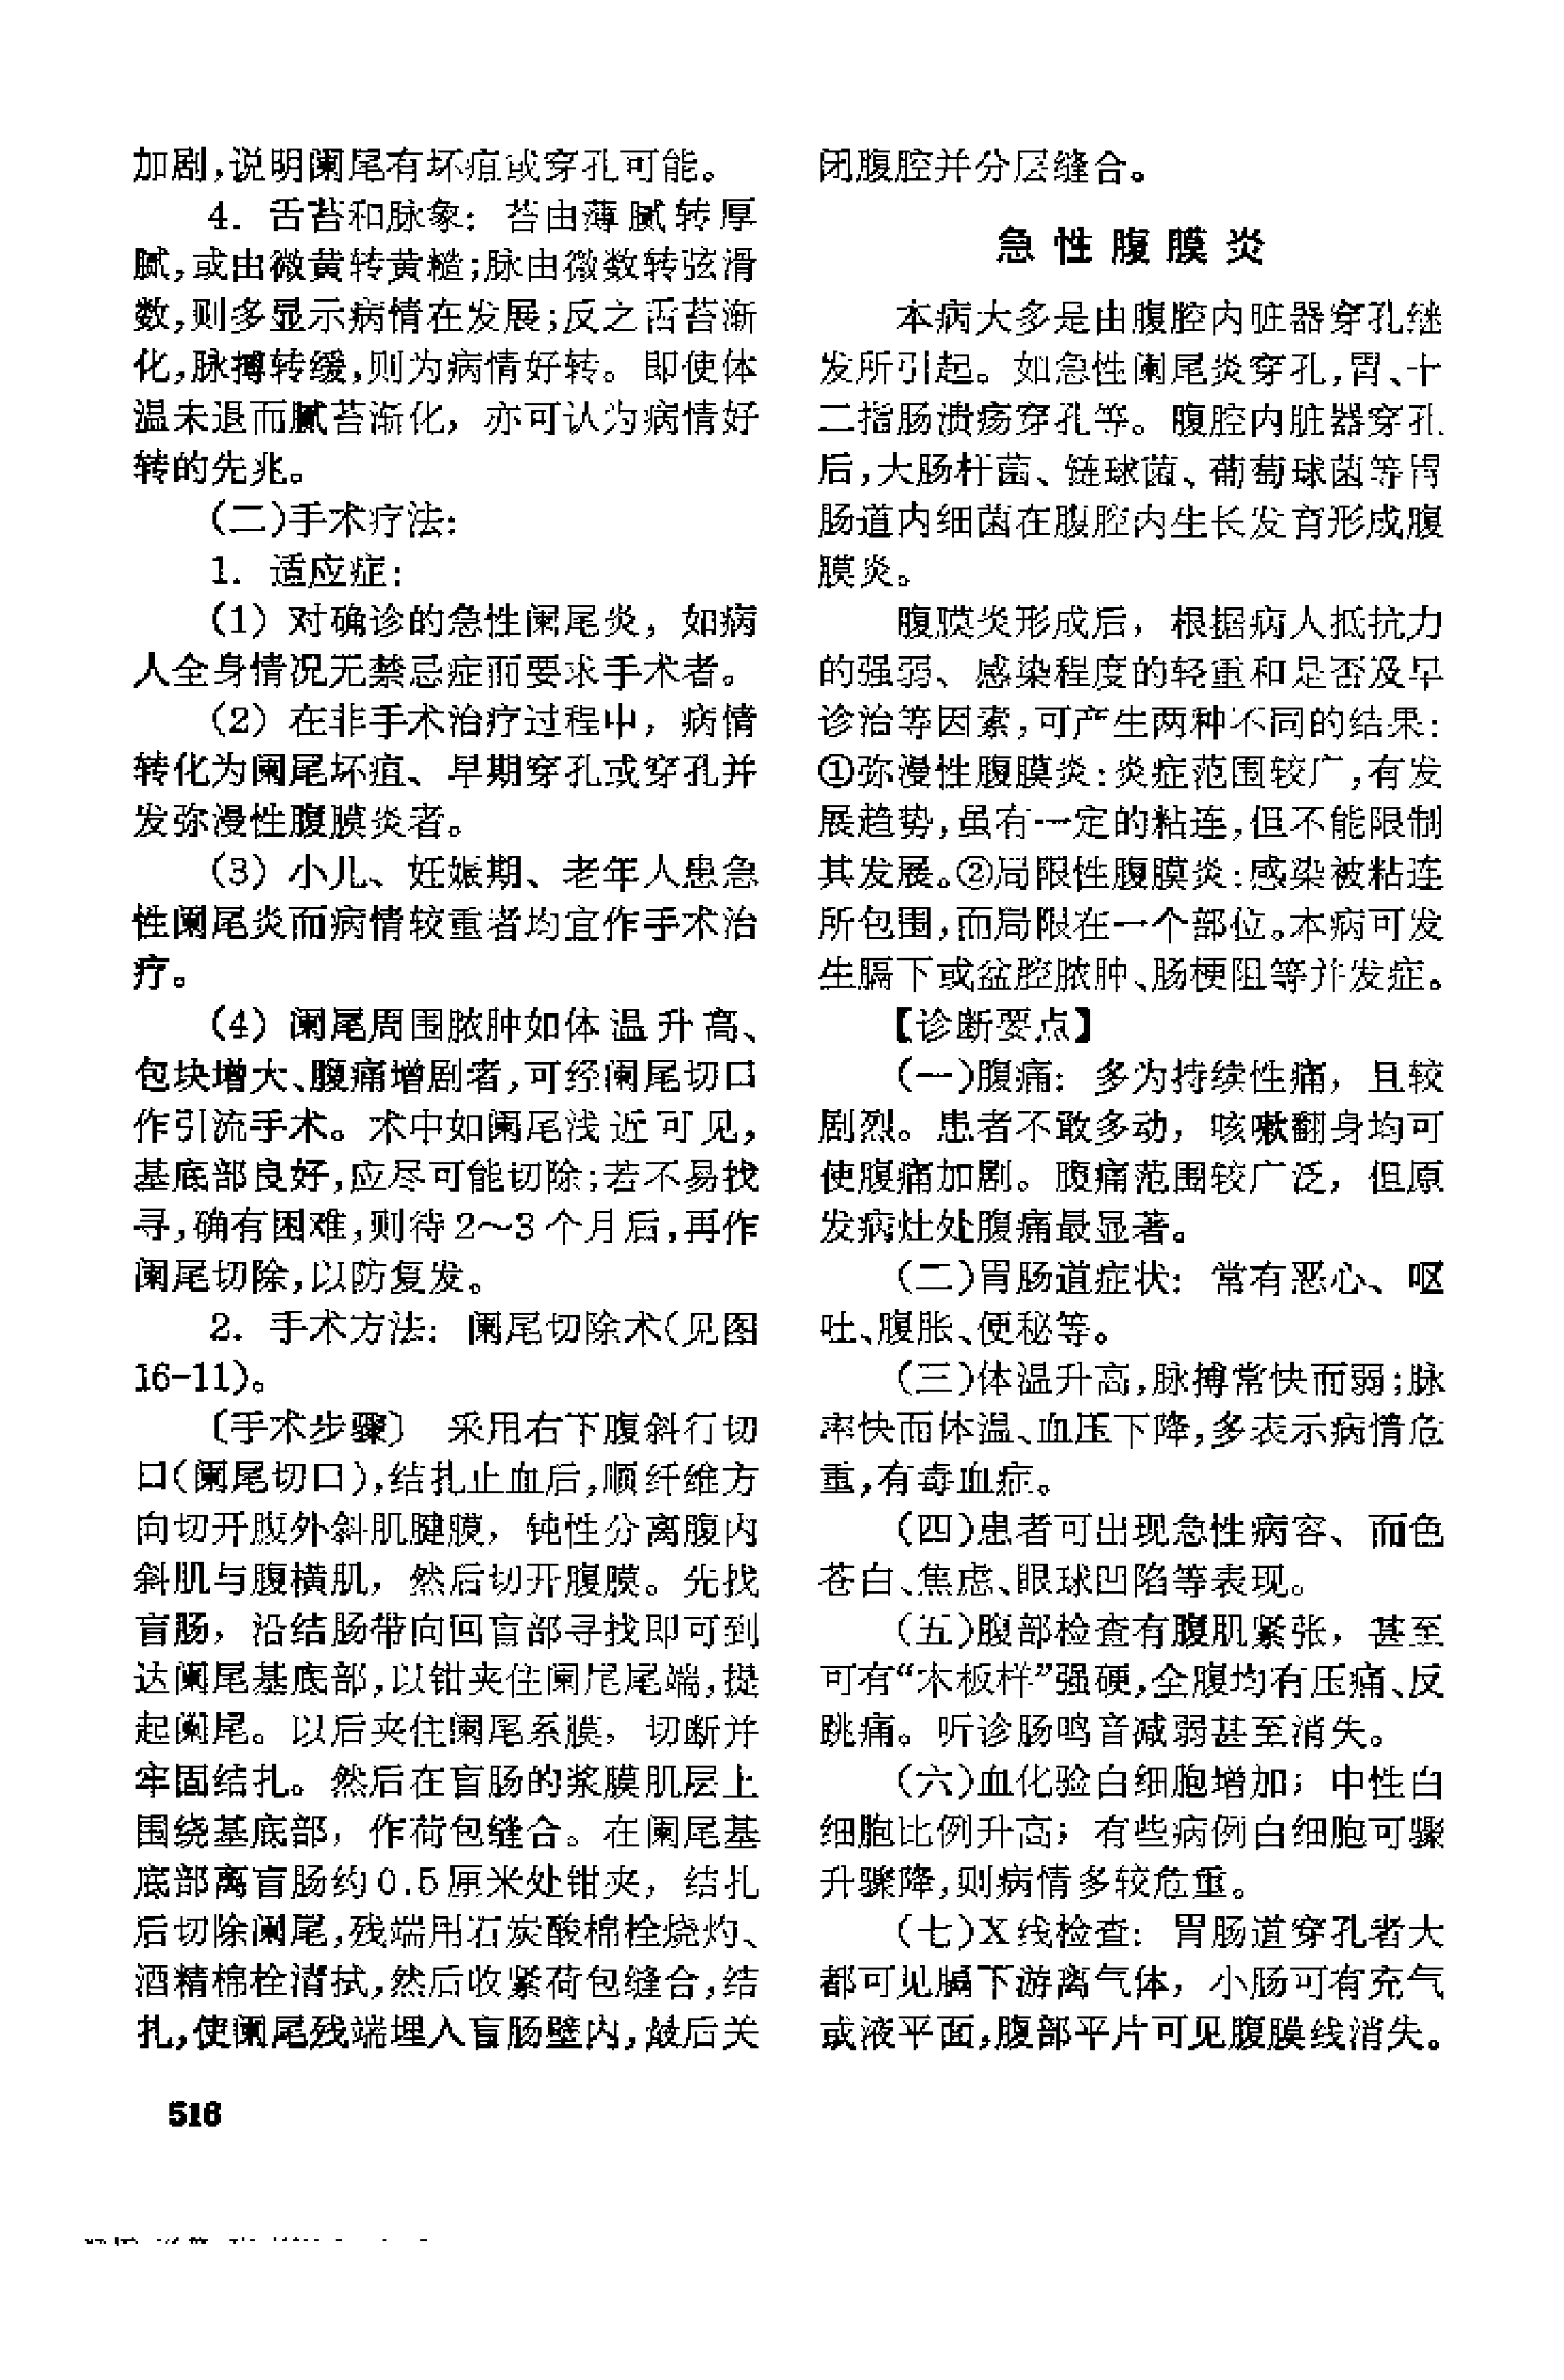 加剧,说明阑尾有坏疽或穿孔可能。
4. 舌苔和脉象: 苔由薄腻转厚
腻,或由微黄转黄糙;脉由微数转弦滑
数,则多显示病情在发展;反之舌苔渐
化,脉搏转缓,则为病情好转。即使体
温未退而腻苔渐化，亦可认为病情好
转的先兆。
(二)手术疗法:
1. 适应症:
(1) 对确诊的急性阑尾炎，如病
人全身情况无禁忌症而要求手术者。
(2) 在非手术治疗过程中，病情
转化为阑尾坏疽、早期穿孔或穿孔并
发弥漫性腹膜炎者。
(3) 小儿、妊娠期、老年人患急
性阑尾炎而病情较重者均宜作手术治
疗。
(4) 阑尾周围脓肿如体温升高、
包块增大、腹痛增剧者,可经阑尾切口
作引流手术。术中如阑尾浅近可见，
基底部良好,应尽可能切除;若不易找
寻,确有困难,则待2～3个月后,再作
阑尾切除,以防复发。
2. 手术方法: 阑尾切除术(见图
16-11)。
〔手术步骤〕 采用右下腹斜行切
口(阑尾切口),结扎止血后,顺纤维方
向切开腹外斜肌腱膜，钝性分离腹内
斜肌与腹横肌，然后切开腹膜。先找
盲肠，沿结肠带向回盲部寻找即可到
达阑尾基底部,以钳夹住阑尾尾端,提
起阑尾。以后夹住阑尾系膜，切断并
牢固结扎。然后在盲肠的浆膜肌层上
围绕基底部，作荷包缝合。在阑尾基
底部离盲肠约0.5厘米处钳夹，结扎
后切除阑尾,残端用石炭酸棉栓烧灼、
酒精棉栓清拭,然后收紧荷包缝合,结
扎,使阑尾残端埋入盲肠壁内,最后关
516
闭腹腔并分层缝合。
急性腹膜炎
本病大多是由腹腔内脏器穿孔继
发所引起。如急性阑尾炎穿孔,胃、十
二指肠溃疡穿孔等。腹腔内脏器穿孔
后,大肠杆菌、链球菌、葡萄球菌等胃
肠道内细菌在腹腔内生长发育形成腹
膜炎。
腹膜炎形成后，根据病人抵抗力
的强弱、感染程度的轻重和是否及早
诊治等因素,可产生两种不同的结果:
①弥漫性腹膜炎:炎症范围较广,有发
展趋势,虽有一定的粘连,但不能限制
其发展。②局限性腹膜炎:感染被粘连
所包围,而局限在一个部位。本病可发
生膈下或盆腔脓肿、肠梗阻等并发症。
【诊断要点】
(一)腹痛: 多为持续性痛，且较
剧烈。患者不敢多动，咳嗽翻身均可
使腹痛加剧。腹痛范围较广泛，但原
发病灶处腹痛最显著。
(二)胃肠道症状: 常有恶心、呕
吐、腹胀、便秘等。
(三)体温升高,脉搏常快而弱;脉
率快而体温、血压下降,多表示病情危
重,有毒血症。
(四)患者可出现急性病容、面色
苍白、焦虑、眼球凹陷等表现。
(五)腹部检查有腹肌紧张，甚至
可有“木板样”强硬,全腹均有压痛、反
跳痛。听诊肠鸣音减弱甚至消失。
(六)血化验白细胞增加；中性白
细胞比例升高；有些病例白细胞可骤
升骤降,则病情多较危重。
(七)X线检查: 胃肠道穿孔者大
都可见膈下游离气体，小肠可有充气
或液平面,腹部平片可见腹膜线消失。